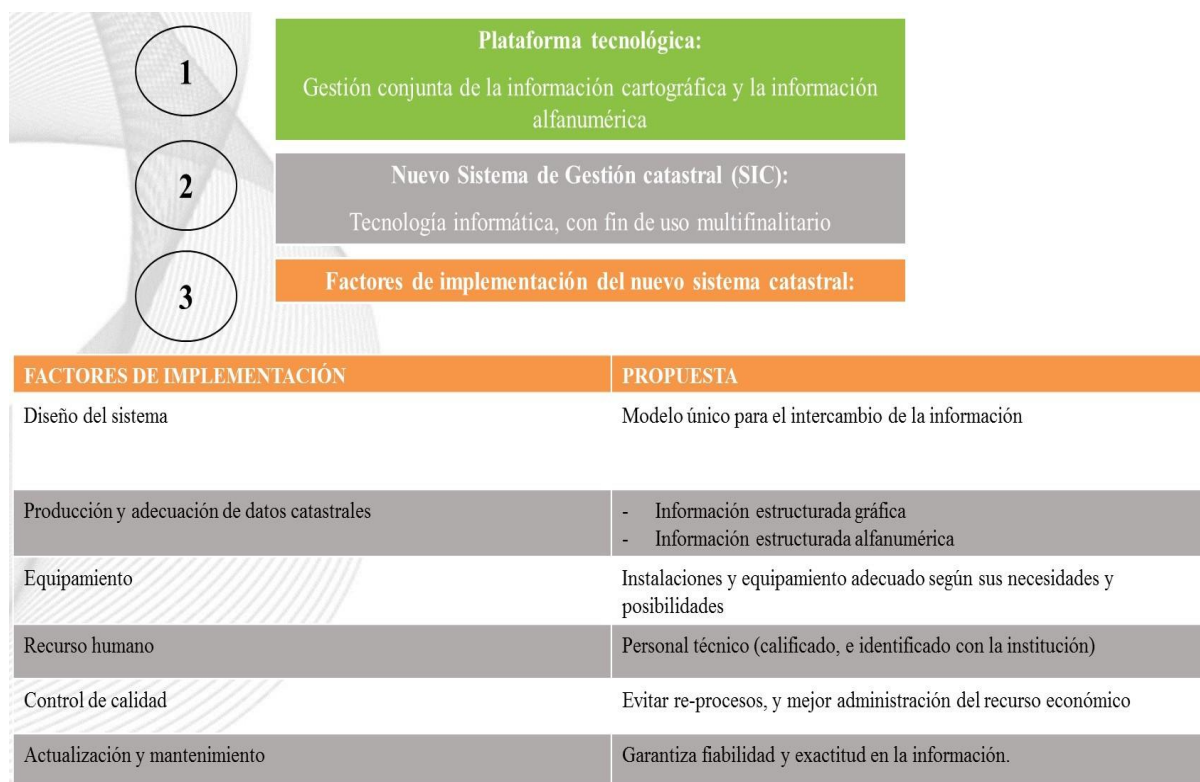 1
Plataforma tecnológica:
Gestión conjunta de la información cartográfica y la información
alfanumérica
2
Nuevo Sistema de Gestión catastral (SIC):
Tecnología informática, con fin de uso multifinalitario
3
Factores de implementación del nuevo sistema catastral:
FACTORES DE IMPLEMENTACIÓN
PROPUESTA
Diseño del sistema
Modelo único para el intercambio de la información
Producción y adecuación de datos catastrales
- Información estructurada gráfica
- Información estructurada alfanumérica
Equipamiento
Instalaciones y equipamiento adecuado según sus necesidades y
posibilidades
Recurso humano
Personal técnico (calificado, e identificado con la institución)
Control de calidad
Evitar re-procesos, y mejor administración del recurso económico
Actualización y mantenimiento
Garantiza fiabilidad y exactitud en la información.